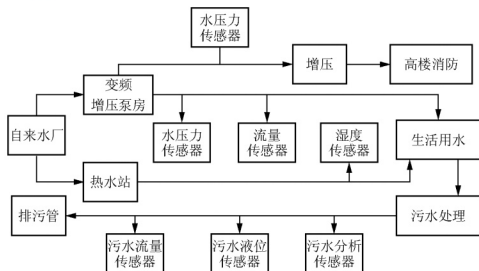 水压力
传感器
变频
增压泵房
增压
高楼消防
自来水厂
水压力
传感器
流量
传感器
湿度
传感器
生活用水
热水站
排污管
污水处理
污水流量
传感器
污水液位
传感器
污水分析
传感器